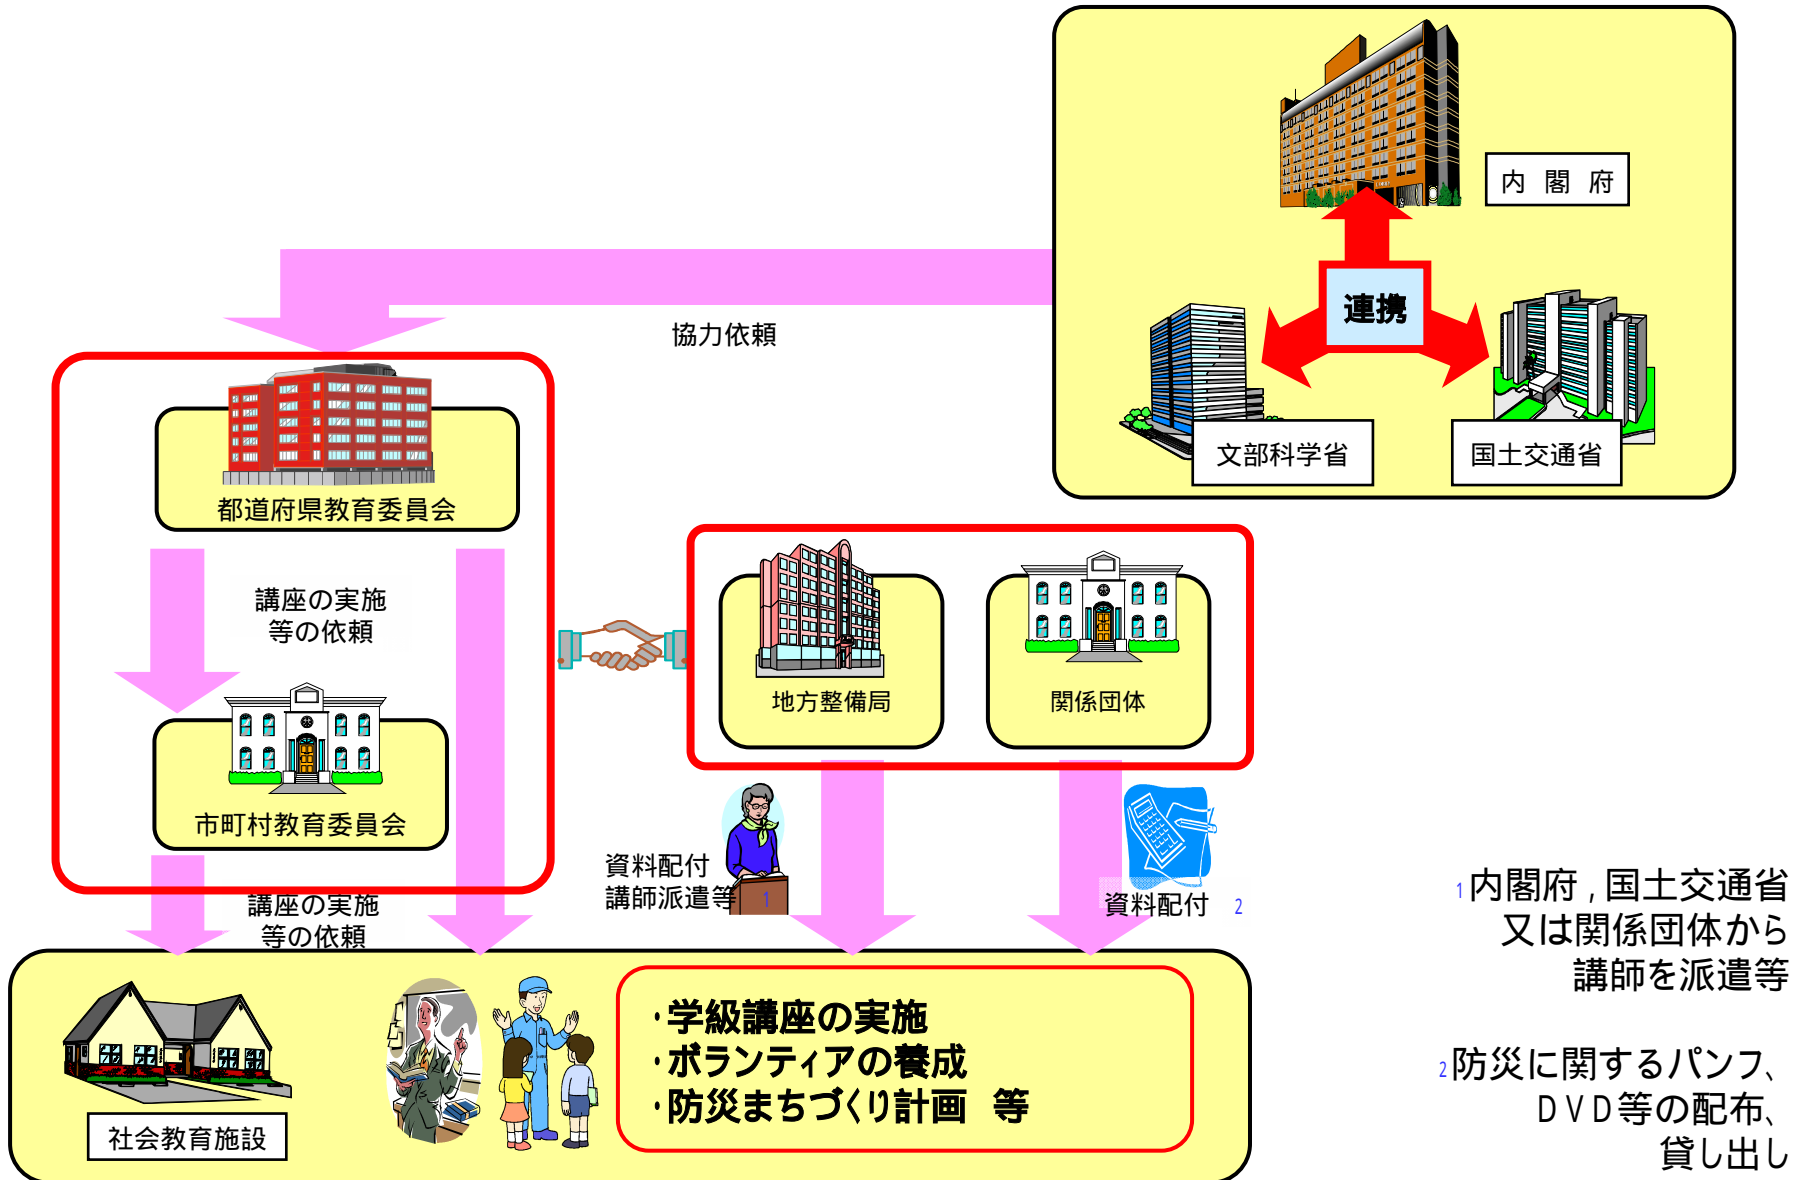 内 閣 府
連携
文部科学省
国土交通省
協力依頼
都道府県教育委員会
講座の実施
等の依頼
市町村教育委員会
地方整備局
関係団体
資料配付
講師派遣等 1
資料配付 2
講座の実施
等の依頼
社会教育施設
・学級講座の実施
・ボランティアの養成
・防災まちづくり計画 等
1内閣府,国土交通省
又は関係団体から
講師を派遣等
2防災に関するパンフ、
DVD等の配布、
貸し出し